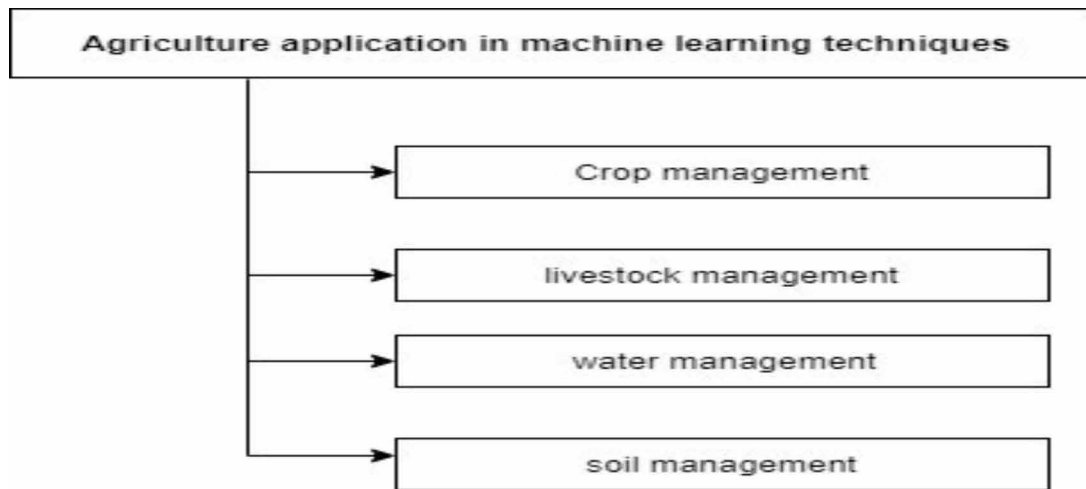 Agriculture application in machine learning techniques
Crop management
livestock management
water management
soil management